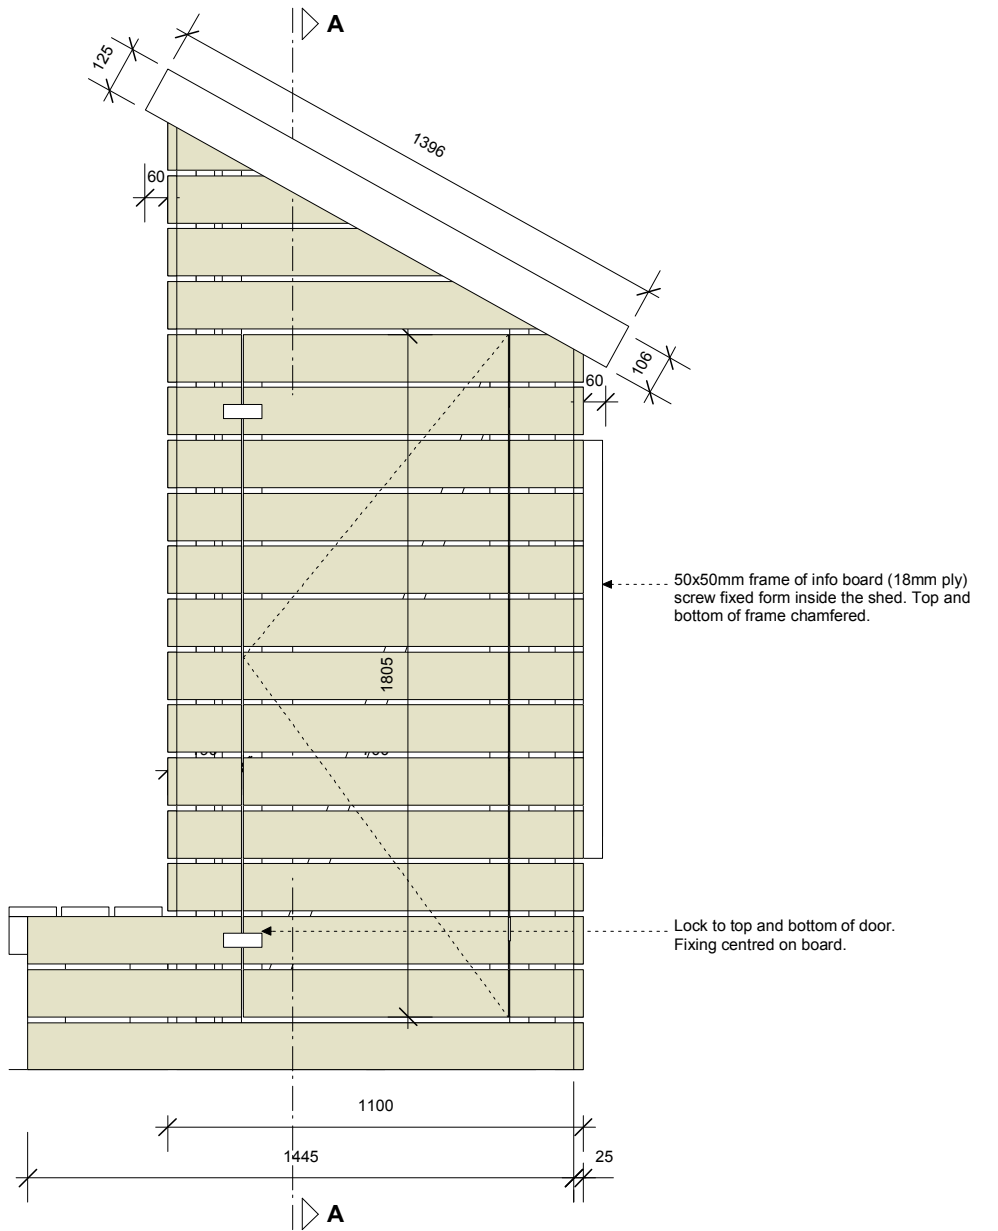 A
125
1396
60
106
60
50x50mm frame of info board (18mm ply)
screw fixed form inside the shed. Top and
bottom of frame chamfered.
1805
Lock to top and bottom of door.
Fixing centred on board.
1100
1445
25
A